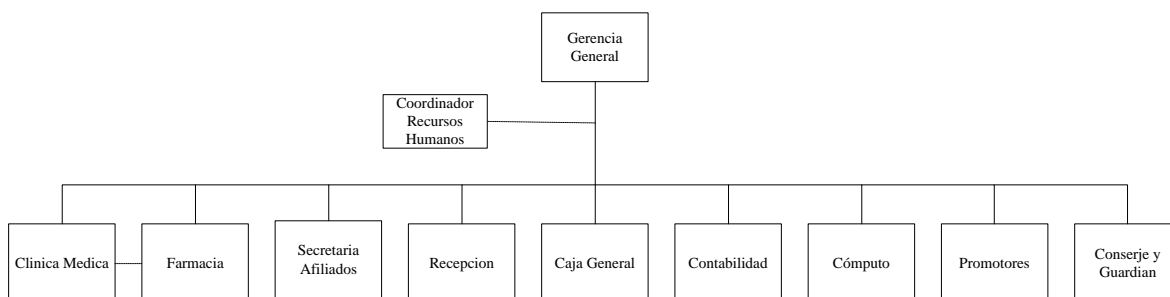 Gerencia
General
Coordinador
Recursos
Humanos
Clinica Medica
Farmacia
Secretaria
Afiliados
Recepcion
Caja General
Contabilidad
Cómputo
Promotores
Conserje y
Guardian